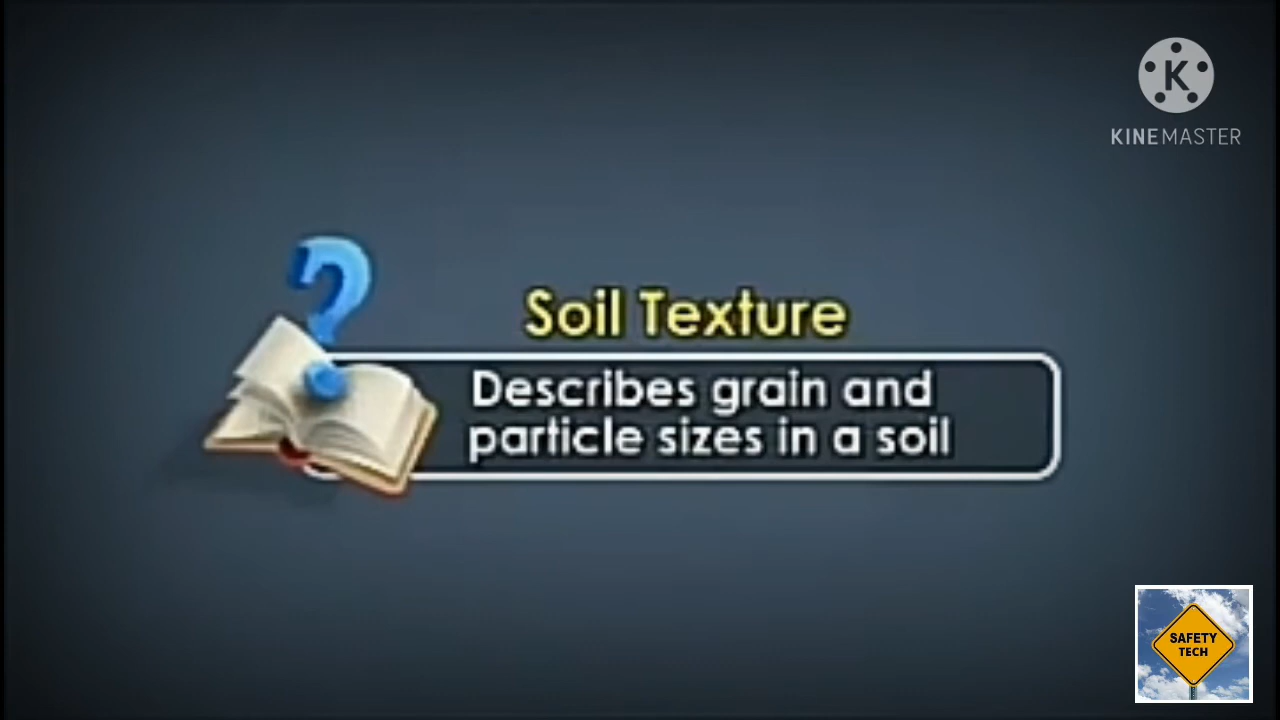 K
KINEMASTER
Soil Texture
Describes grain and
particle sizes in a soil
SAFETY
TECH